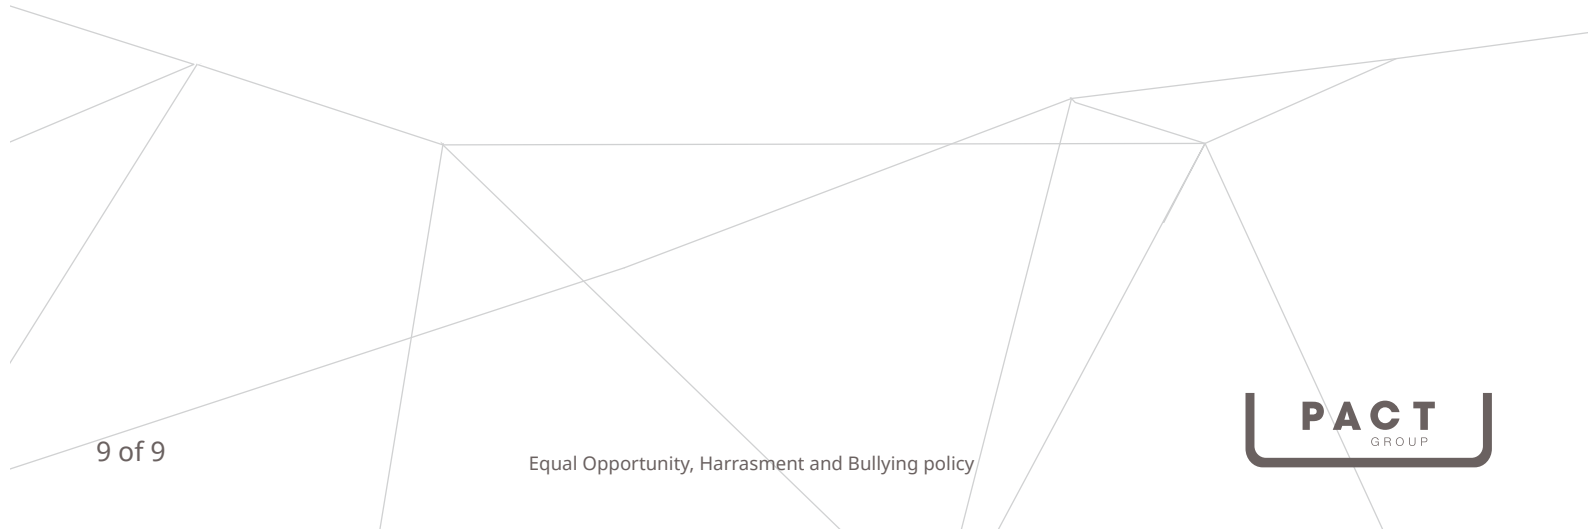 PACT
GROUP
9 of 9
Equal Opportunity, Harrasment and Bullying policy